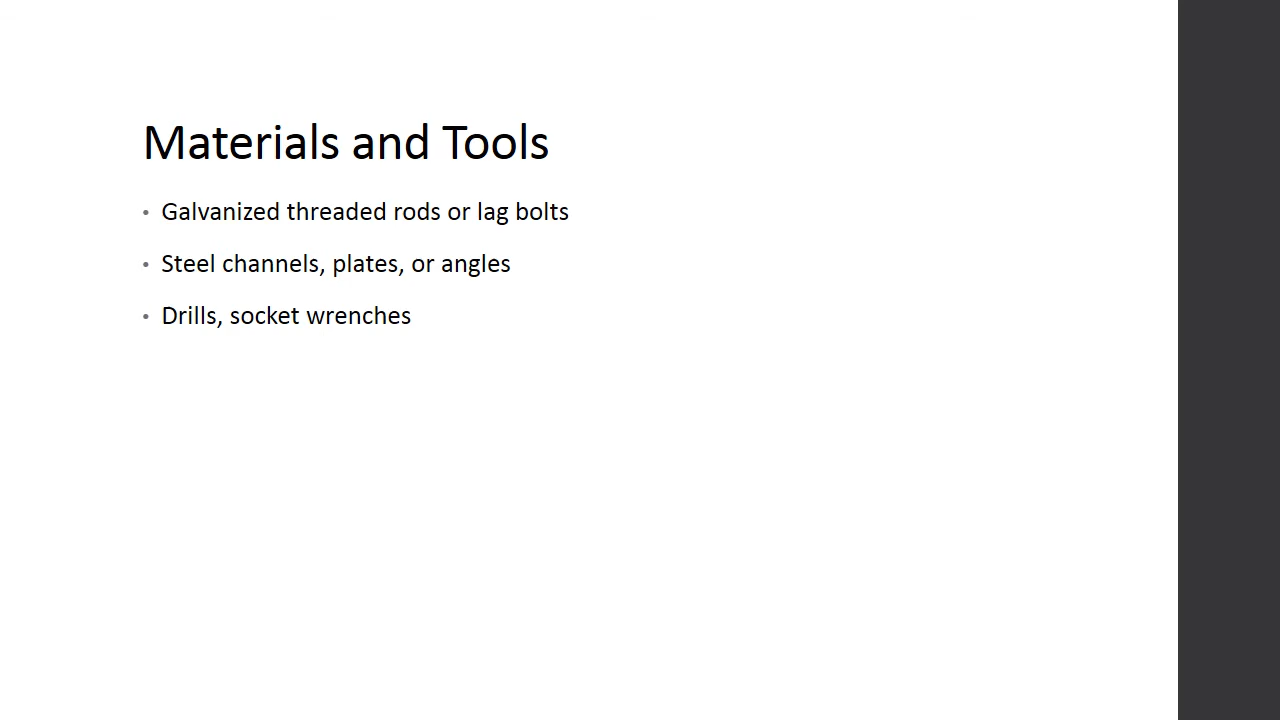 Materials and Tools
• Galvanized threaded rods or lag bolts
• Steel channels, plates, or angles
• Drills, socket wrenches